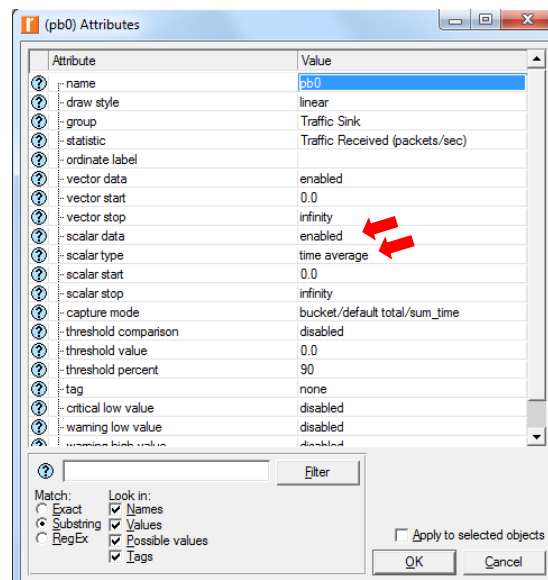 (pb0) Attributes
Attribute Value
name pb0
draw style linear
group Traffic Sink
statistic Traffic Received (packets/sec)
ordinate label
vector data enabled
vector start 0.0
vector stop infinity
scalar data enabled
scalar type time average
scalar start 0.0
scalar stop infinity
capture mode bucket/default total/sum_time
threshold comparison disabled
threshold value 0.0
threshold percent 90
tag none
critical low value disabled
warning low value disabled
warning high value disabled
Filter
Match: Look in:
Exact Names
Substring Values
RegEx Possible values
Tags
Apply to selected objects
OK Cancel